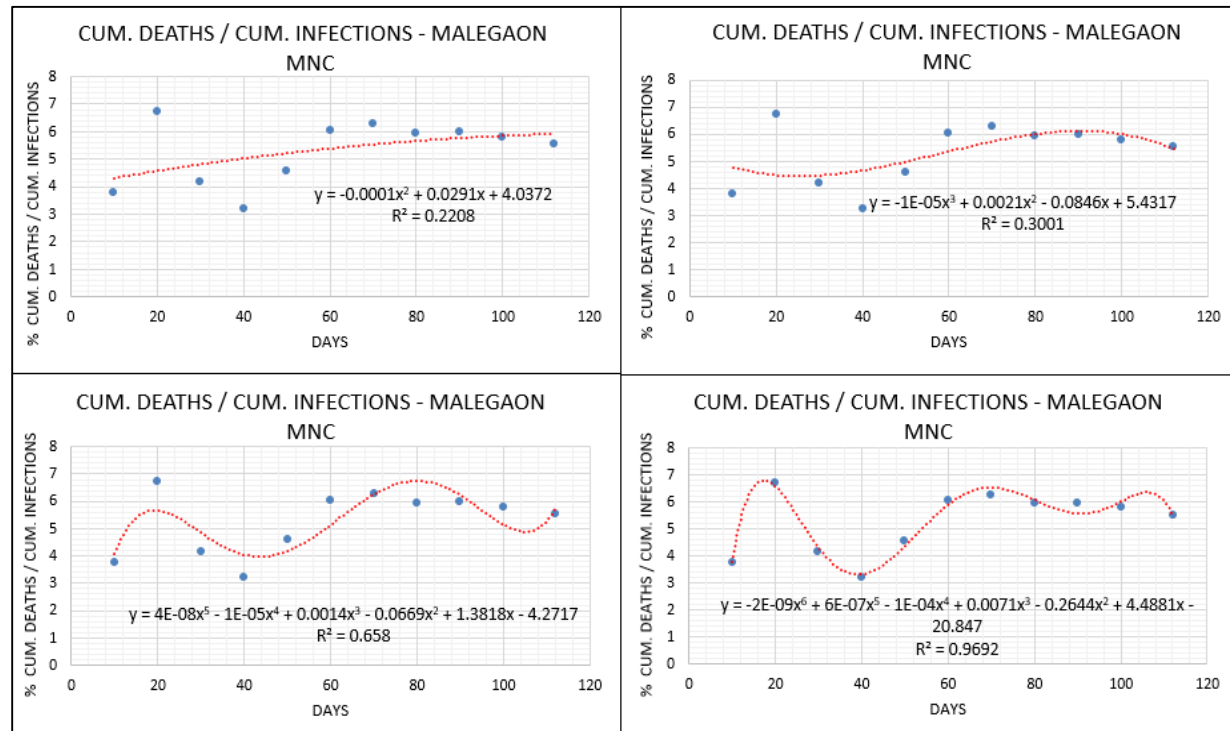 CUM. DEATHS / CUM. INFECTIONS - MALEGAON
MNC
% CUM. DEATHS / CUM. INFECTIONS
8
7
6
5
4
3
2
1
0
y = -0.0001x² + 0.0291x + 4.0372
R² = 0.2208
0 20 40 60 80 100 120
DAYS
CUM. DEATHS / CUM. INFECTIONS - MALEGAON
MNC
% CUM. DEATHS / CUM. INFECTIONS
8
7
6
5
4
3
2
1
0
y = -1E-05x³ + 0.0021x² - 0.0846x + 5.4317
R² = 0.3001
0 20 40 60 80 100 120
DAYS
CUM. DEATHS / CUM. INFECTIONS - MALEGAON
MNC
% CUM. DEATHS / CUM. INFECTIONS
8
7
6
5
4
3
2
1
0
y = 4E-08x⁵ - 1E-05x⁴ + 0.0014x³ - 0.0669x² + 1.3818x - 4.2717
R² = 0.658
0 20 40 60 80 100 120
DAYS
CUM. DEATHS / CUM. INFECTIONS - MALEGAON
MNC
% CUM. DEATHS / CUM. INFECTIONS
8
7
6
5
4
3
2
1
0
y = -2E-09x⁶ + 6E-07x⁵ - 1E-04x⁴ + 0.0071x³ - 0.2644x² + 4.4881x -
20.847
R² = 0.9692
0 20 40 60 80 100 120
DAYS